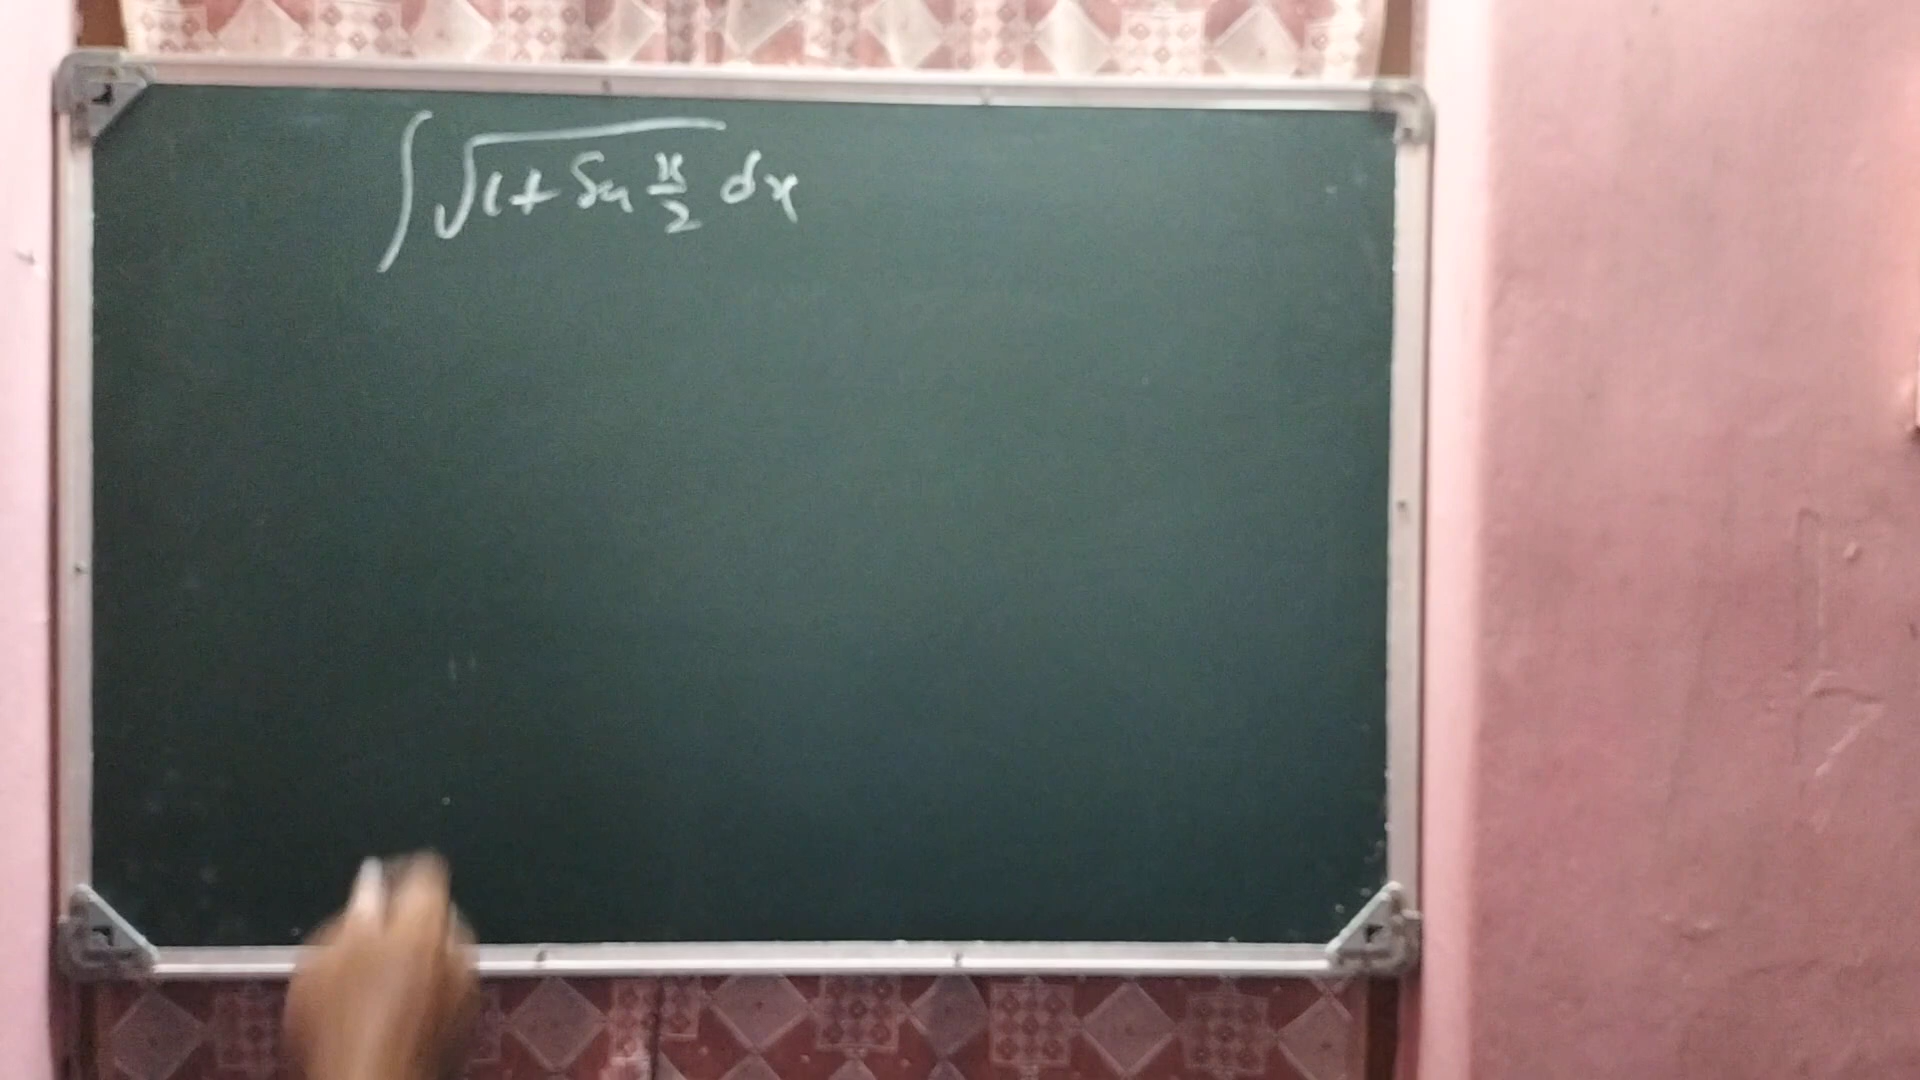 ∫ √(1 + Sin x/2) dx